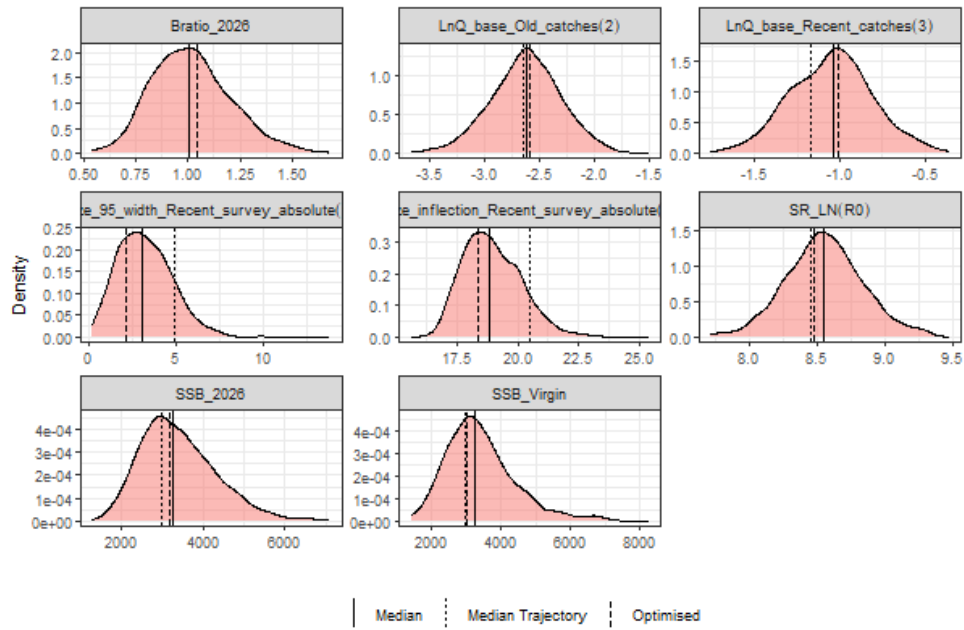 Bratio_2026
LnQ_base_Old_catches(2)
LnQ_base_Recent_catches(3)
2.0
1.5
1.0
0.5
0.0
0.50
0.75
1.00
1.25
1.50
1.0
0.5
0.0
-3.5
-3.0
-2.5
-2.0
-1.5
1.5
1.0
0.5
0.0
-1.5
-1.0
-0.5
ce_95_width_Recent_survey_absolute(
ce_inflection_Recent_survey_absolute(
SR_LN(R0)
0.25
0.20
0.15
0.10
0.05
0.00
0
5
10
0.3
0.2
0.1
0.0
17.5
20.0
22.5
25.0
1.5
1.0
0.5
0.0
8.0
8.5
9.0
9.5
Density
SSB_2026
SSB_Virgin
4e-04
3e-04
2e-04
1e-04
0e+00
2000
4000
6000
4e-04
3e-04
2e-04
1e-04
0e+00
2000
4000
6000
8000
Median
Median Trajectory
Optimised